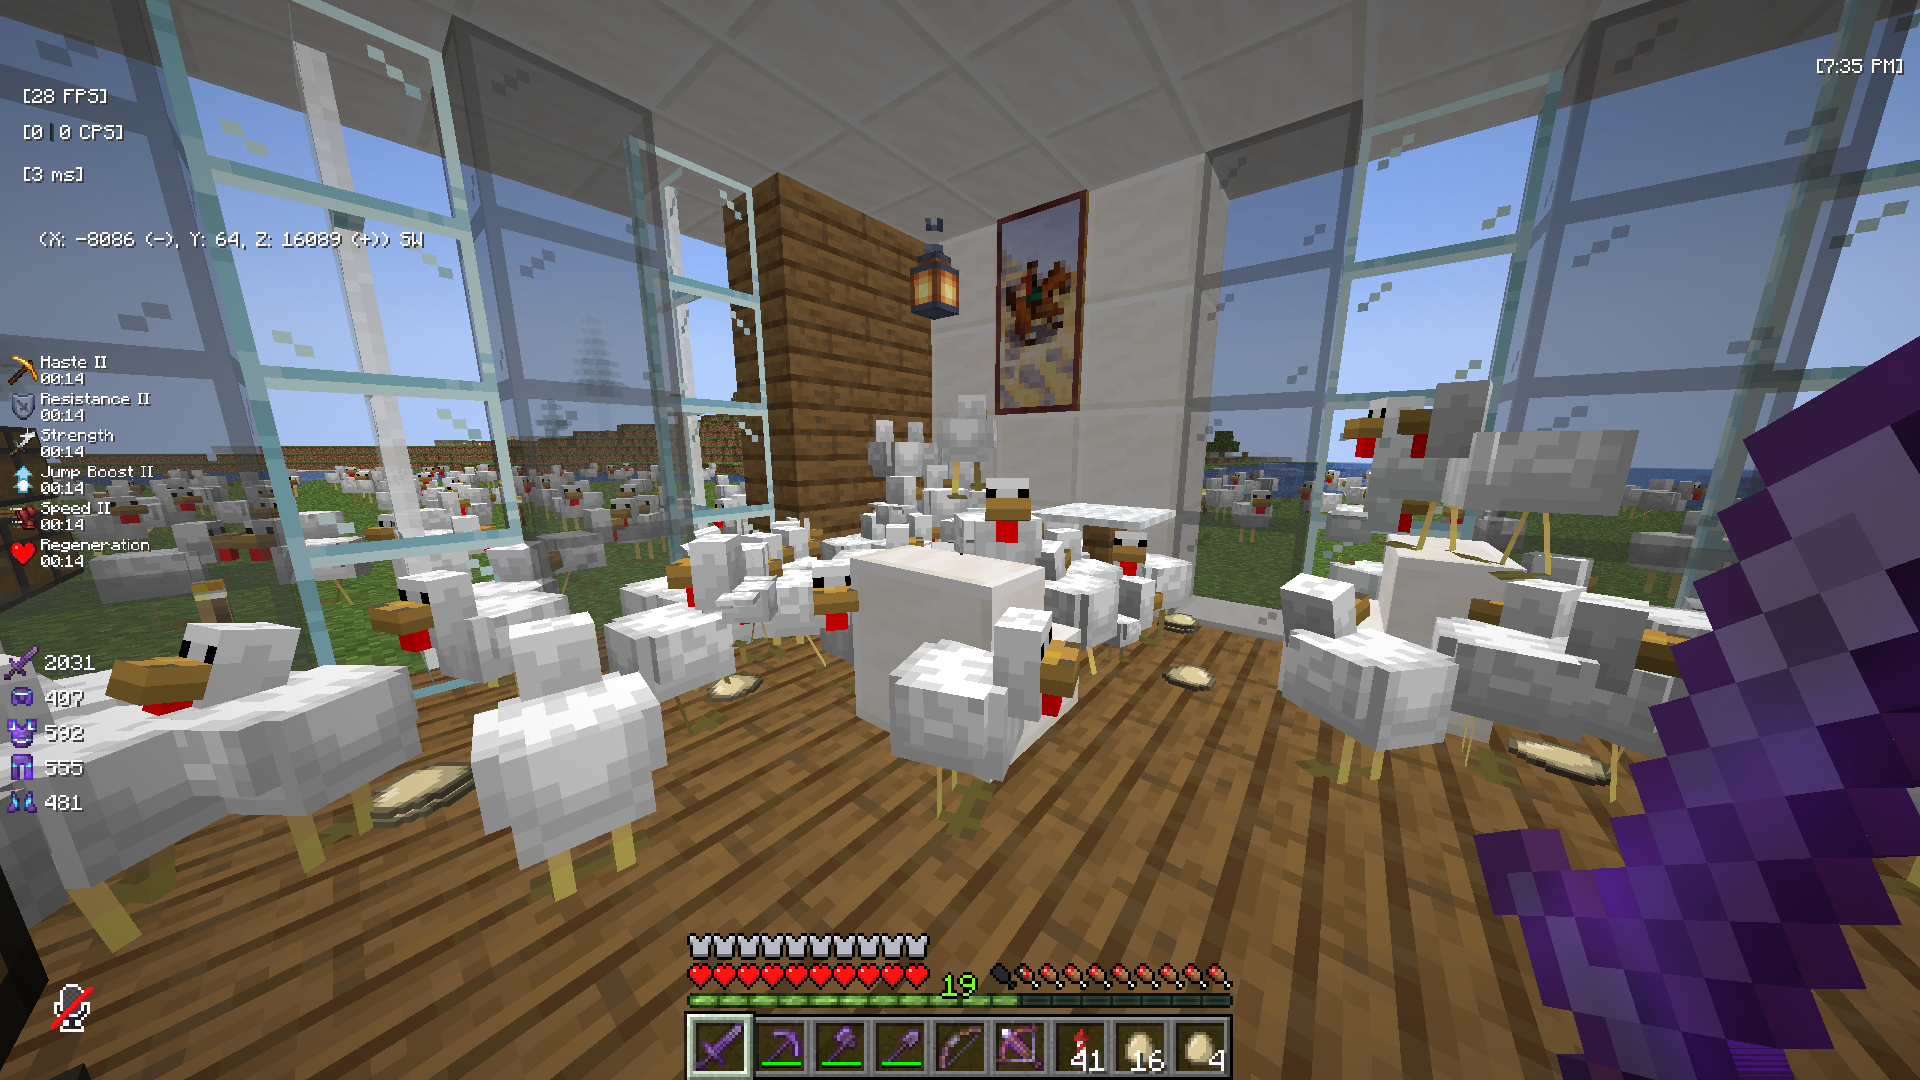 [28 FPS]
[7:35 PM]
[0 | 0 CPS]
[3 ms]
(X: -8086 (-), Y: 64, Z: 16089 (+)) SW
Haste II
00:14
Resistance II
00:14
Strength
00:14
Jump Boost II
00:14
Speed II
00:14
Regeneration
00:14
2031
407
592
555
481
19
41
16
4